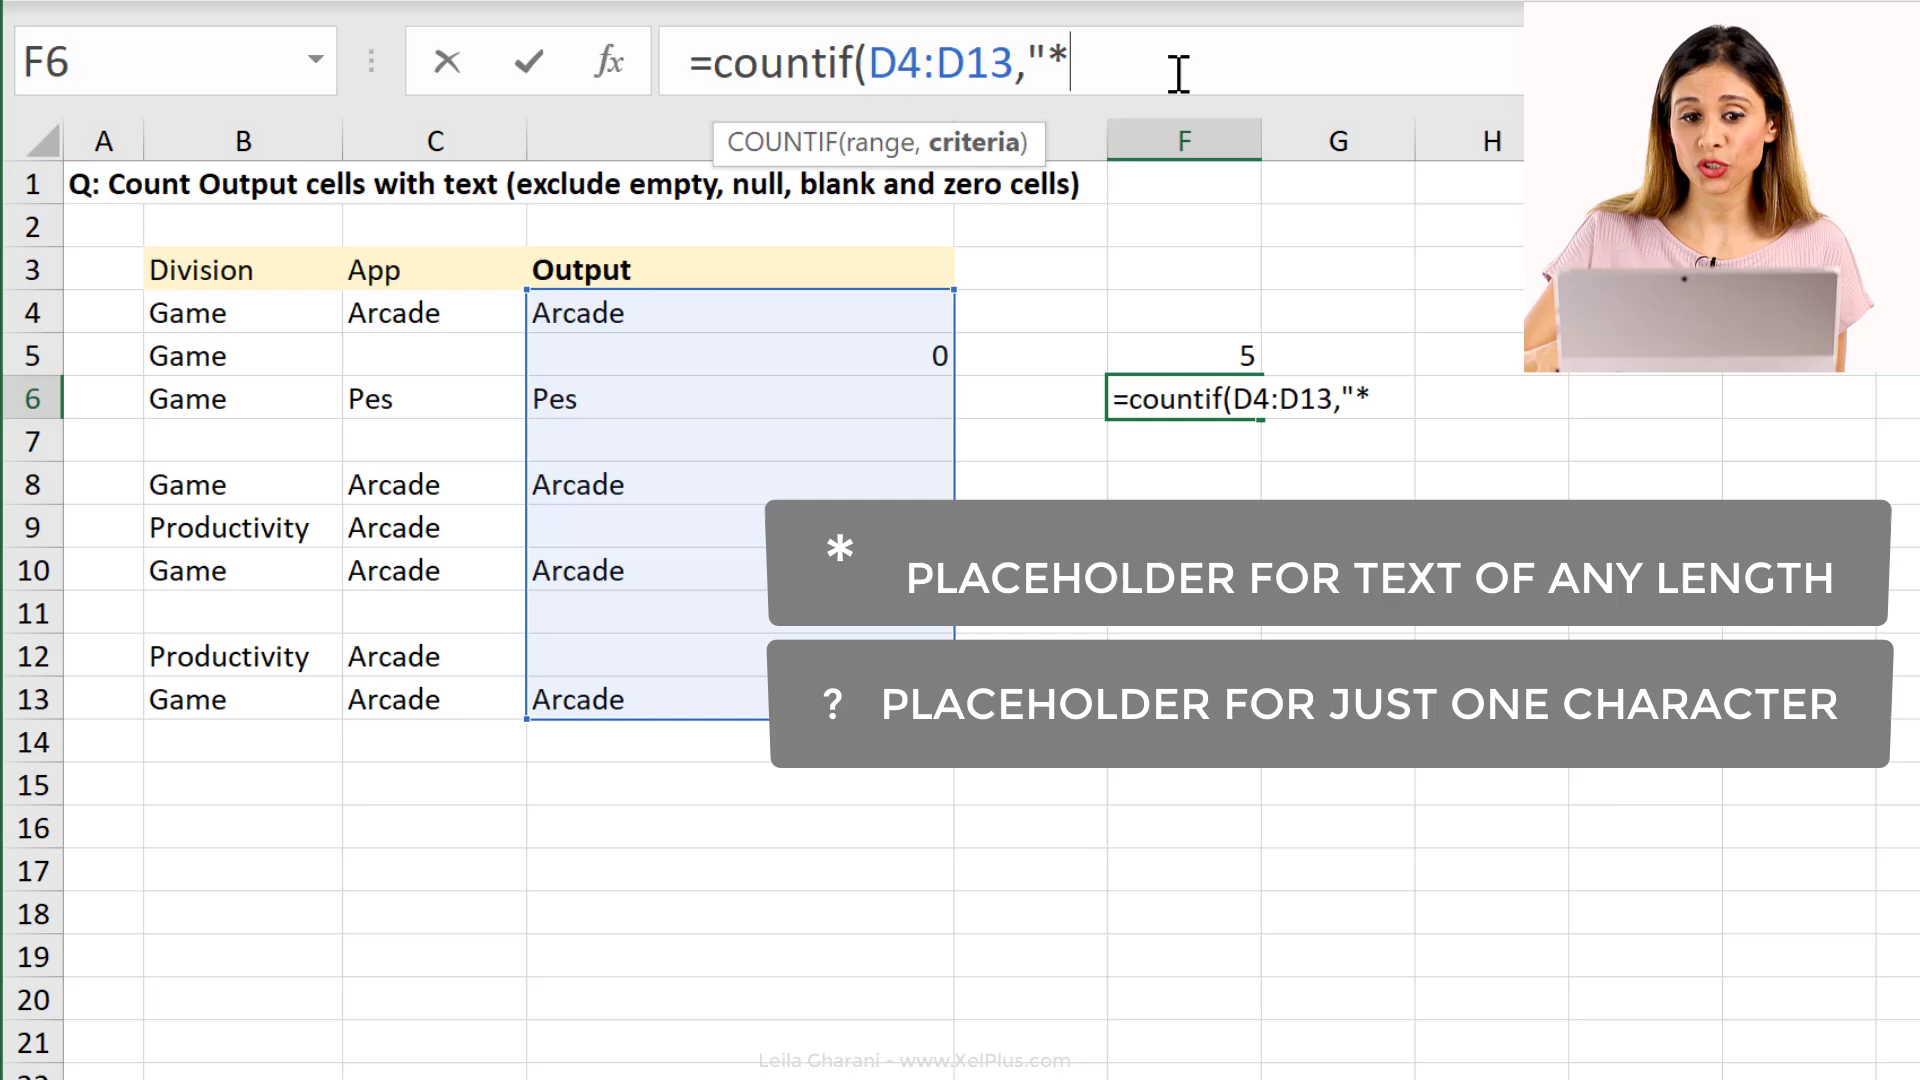 F6 fx =countif(D4:D13,"*
COUNTIF(range, criteria)
A B C F G H
1 Q: Count Output cells with text (exclude empty, null, blank and zero cells)
2
3 Division App Output
4 Game Arcade Arcade
5 Game 0 5
6 Game Pes Pes =countif(D4:D13,"*
7
8 Game Arcade Arcade
9 Productivity Arcade
10 Game Arcade Arcade
* PLACEHOLDER FOR TEXT OF ANY LENGTH
11
12 Productivity Arcade
13 Game Arcade Arcade
? PLACEHOLDER FOR JUST ONE CHARACTER
14
15
16
17
18
19
20
21
Leila Gharani - www.XelPlus.com